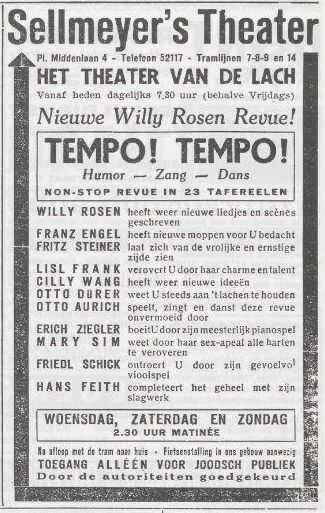 Sellmeyer's Theater
Pl. Middenlaan 4 - Telefoon 52117 - Tramlijnen 7-8-9 en 14
HET THEATER VAN DE LACH
Vanaf heden dagelijks 7,30 uur (behalve Vrijdags)
Nieuwe Willy Rosen Revue!
TEMPO! TEMPO!
Humor — Zang — Dans
NON-STOP REVUE IN 23 TAFEREELEN
WILLY ROSEN heeft weer nieuwe liedjes en scènes
geschreven
FRANZ ENGEL heeft nieuwe moppen voor U bedacht
FRITZ STEINER laat zich van de vrolijke en ernstige
zijde zien
LISL FRANK verovert U door haar charme en talent
CILLY WANG heeft weer nieuwe ideeën
OTTO DÜRER weet U steeds aan 't lachen te houden
OTTO AURICH speelt, zingt en danst deze revue
onvermoeid door
ERICH ZIEGLER boeit U door zijn meesterlijk pianospel
MARY SIM weet door haar sex-apeal alle harten
te veroveren
FRIEDL SCHICK ontroert U door zijn gevoelvol
vioolspel
HANS FEITH completeert het geheel met zijn
slagwerk
WOENSDAG, ZATERDAG EN ZONDAG
2.30 UUR MATINÉE
Na afloop met de tram naar huis - Fietsenstalling in ons gebouw aanwezig
TOEGANG ALLÉÉN VOOR JOODSCH PUBLIEK
Door de autoriteiten goedgekeurd